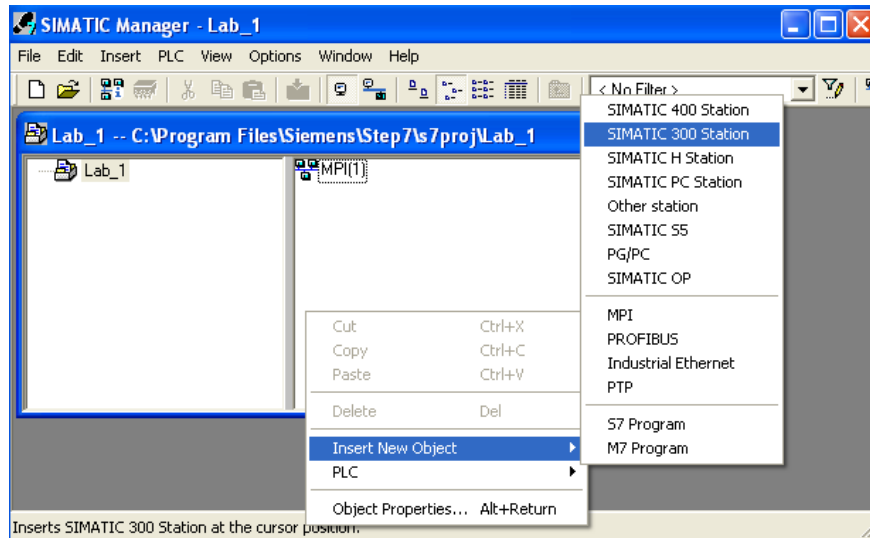 SIMATIC Manager - Lab_1
File Edit Insert PLC View Options Window Help
< No Filter >
Lab_1 -- C:\Program Files\Siemens\Step7\s7proj\Lab_1
Lab_1
MPI(1)
Cut Ctrl+X
Copy Ctrl+C
Paste Ctrl+V
Delete Del
Insert New Object
PLC
Object Properties... Alt+Return
SIMATIC 400 Station
SIMATIC 300 Station
SIMATIC H Station
SIMATIC PC Station
Other station
SIMATIC S5
PG/PC
SIMATIC OP
MPI
PROFIBUS
Industrial Ethernet
PTP
S7 Program
M7 Program
Inserts SIMATIC 300 Station at the cursor position.